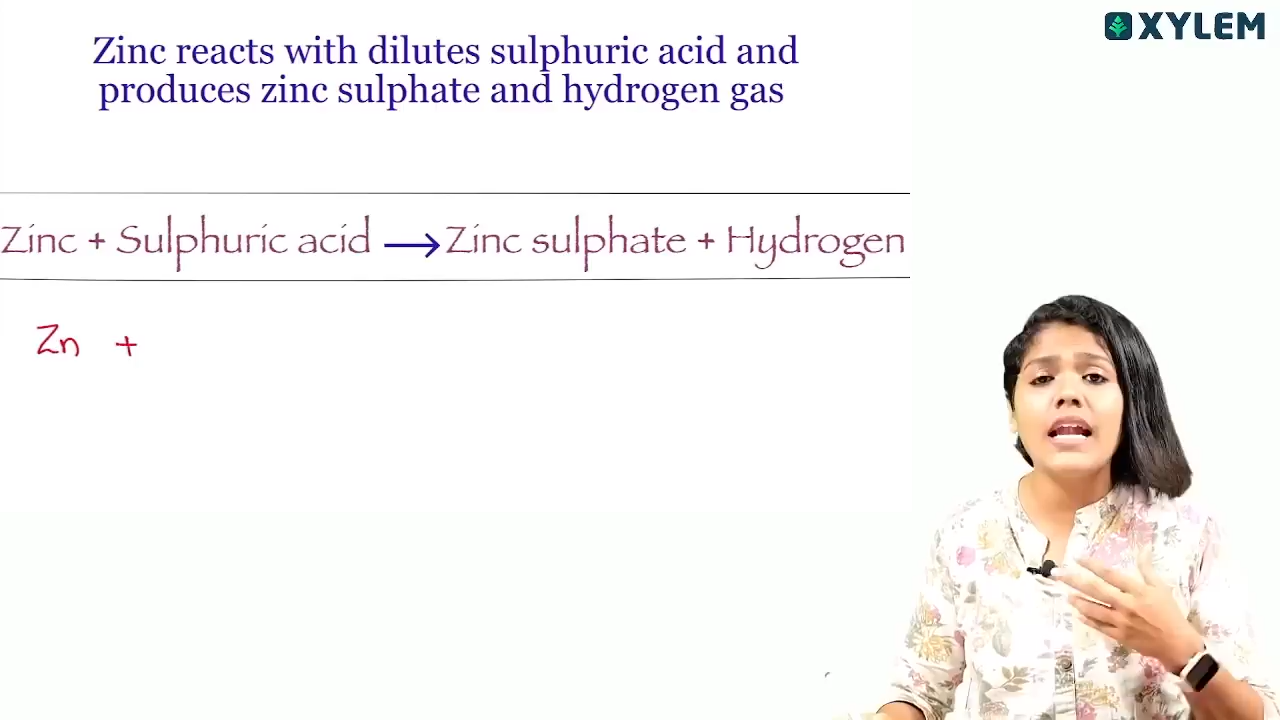 XYLEM
Zinc reacts with dilutes sulphuric acid and
produces zinc sulphate and hydrogen gas
Zinc + Sulphuric acid ⟶ Zinc sulphate + Hydrogen
Zn +